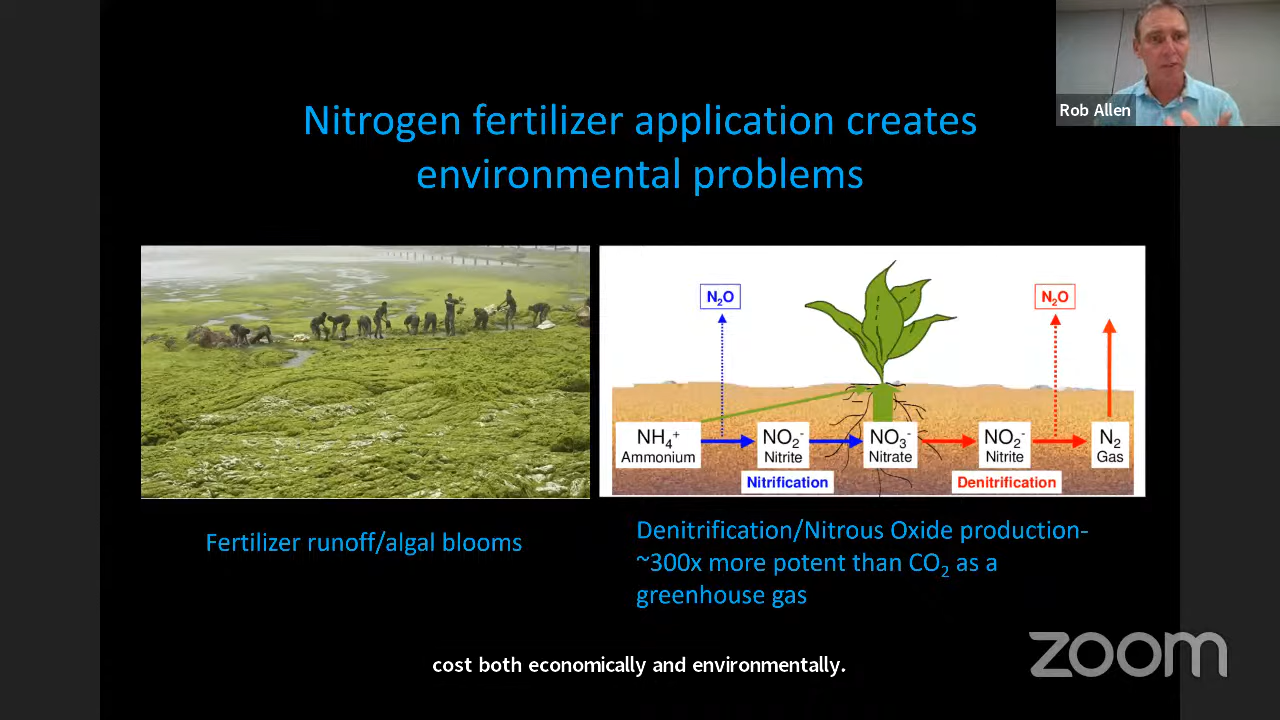 Rob Allen
Nitrogen fertilizer application creates
environmental problems
N₂O
N₂O
NH₄⁺
Ammonium
NO₂⁻
Nitrite
NO₃⁻
Nitrate
NO₂⁻
Nitrite
N₂
Gas
Nitrification
Denitrification
Fertilizer runoff/algal blooms
Denitrification/Nitrous Oxide production-
~300x more potent than CO₂ as a
greenhouse gas
cost both economically and environmentally.
zoom